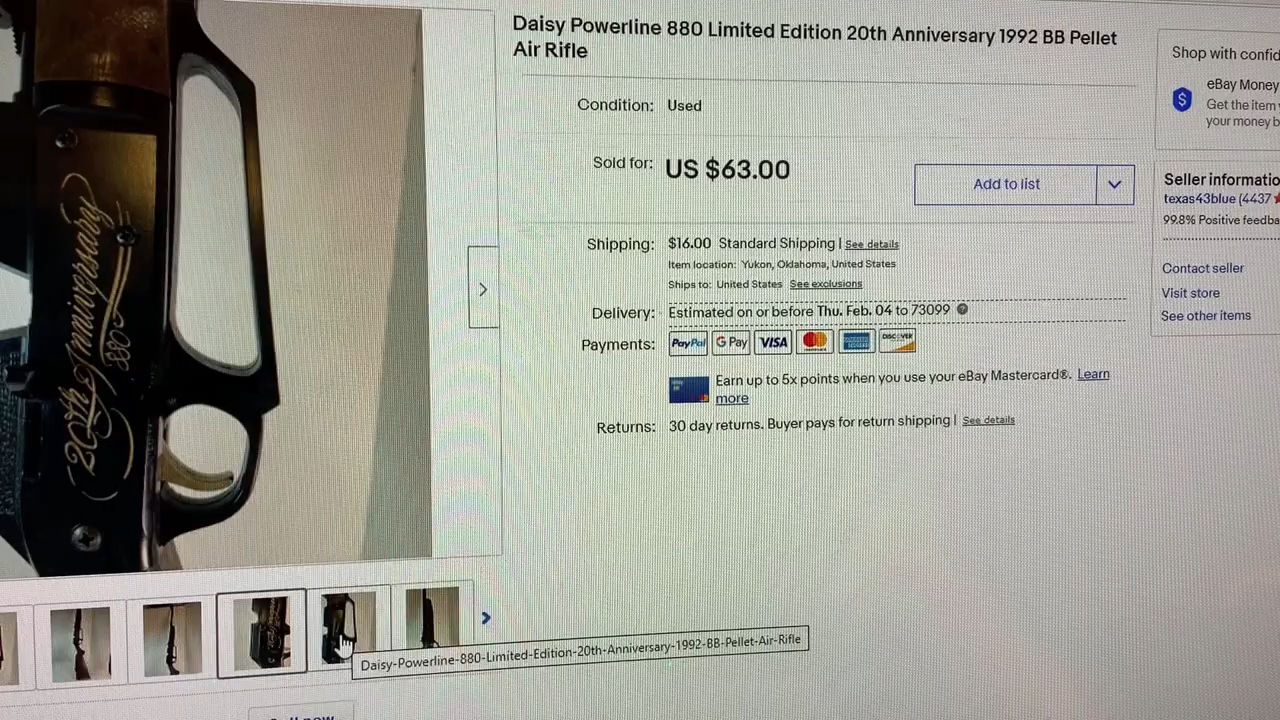 Daisy Powerline 880 Limited Edition 20th Anniversary 1992 BB Pellet
Air Rifle
Condition: Used
Sold for: US $63.00
Add to list
Shipping: $16.00 Standard Shipping | See details
Item location: Yukon, Oklahoma, United States
Ships to: United States See exclusions
Delivery: Estimated on or before Thu. Feb. 04 to 73099
Payments: PayPal G Pay VISA DISCOVER
Earn up to 5x points when you use your eBay Mastercard®. Learn
more
Returns: 30 day returns. Buyer pays for return shipping | See details
Shop with confid
eBay Money
Get the item
your money b
Seller informatio
texas43blue (4437
99.8% Positive feedba
Contact seller
Visit store
See other items
20th Anniversary
880
Daisy-Powerline-880-Limited-Edition-20th-Anniversary-1992-BB-Pellet-Air-Rifle